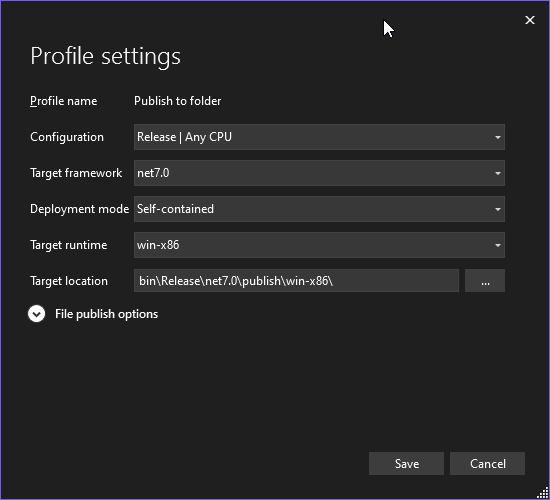 Profile settings
Profile name Publish to folder
Configuration Release | Any CPU
Target framework net7.0
Deployment mode Self-contained
Target runtime win-x86
Target location bin\Release\net7.0\publish\win-x86\ ...
File publish options
Save Cancel